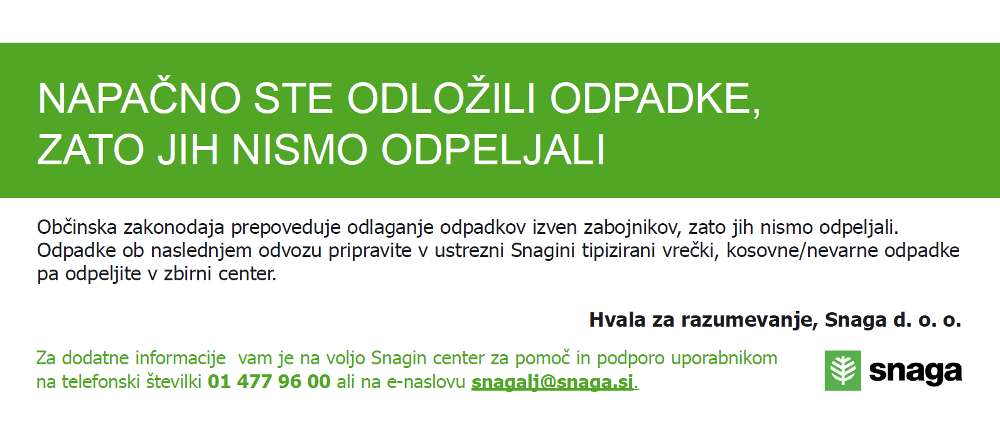 NAPAČNO STE ODLOŽILI ODPADKE,
ZATO JIH NISMO ODPELJALI
Občinska zakonodaja prepoveduje odlaganje odpadkov izven zabojnikov, zato jih nismo odpeljali.
Odpadke ob naslednjem odvozu pripravite v ustrezni Snagini tipizirani vrečki, kosovne/nevarne odpadke
pa odpeljite v zbirni center.
Hvala za razumevanje, Snaga d. o. o.
Za dodatne informacije  vam je na voljo Snagin center za pomoč in podporo uporabnikom
na telefonski številki 01 477 96 00 ali na e-naslovu snagalj@snaga.si.
snaga